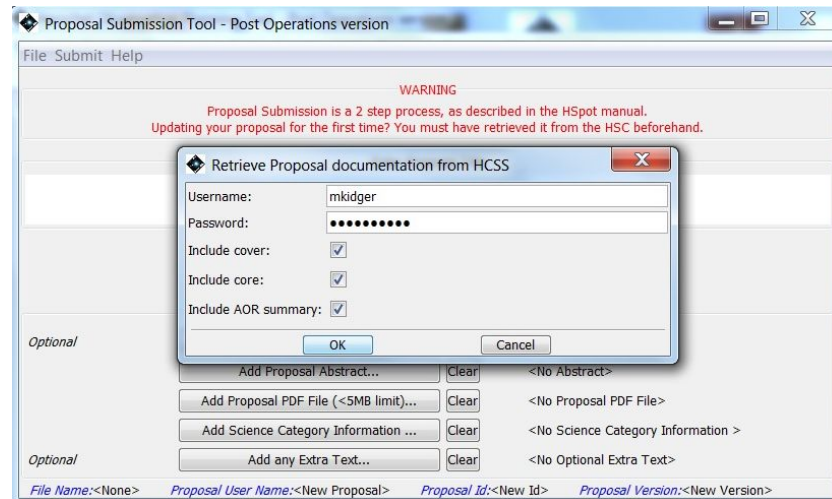 Proposal Submission Tool - Post Operations version
File Submit Help
WARNING
Proposal Submission is a 2 step process, as described in the HSpot manual.
Updating your proposal for the first time? You must have retrieved it from the HSC beforehand.
Retrieve Proposal documentation from HCSS
Username: mkidger
Password: ●●●●●●●●●●
Include cover:
Include core:
Include AOR summary:
OK Cancel
Optional
Add Proposal Abstract... Clear <No Abstract>
Add Proposal PDF File (<5MB limit)... Clear <No Proposal PDF File>
Add Science Category Information ... Clear <No Science Category Information >
Optional Add any Extra Text... Clear <No Optional Extra Text>
File Name:<None> Proposal User Name:<New Proposal> Proposal Id:<New Id> Proposal Version:<New Version>